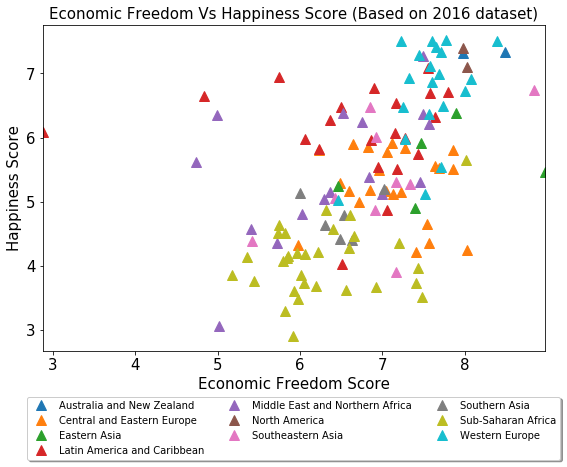 Economic Freedom Vs Happiness Score (Based on 2016 dataset)
7
6
5
4
3
Happiness Score
3 4 5 6 7 8
Economic Freedom Score
Australia and New Zealand
Central and Eastern Europe
Eastern Asia
Latin America and Caribbean
Middle East and Northern Africa
North America
Southeastern Asia
Southern Asia
Sub-Saharan Africa
Western Europe